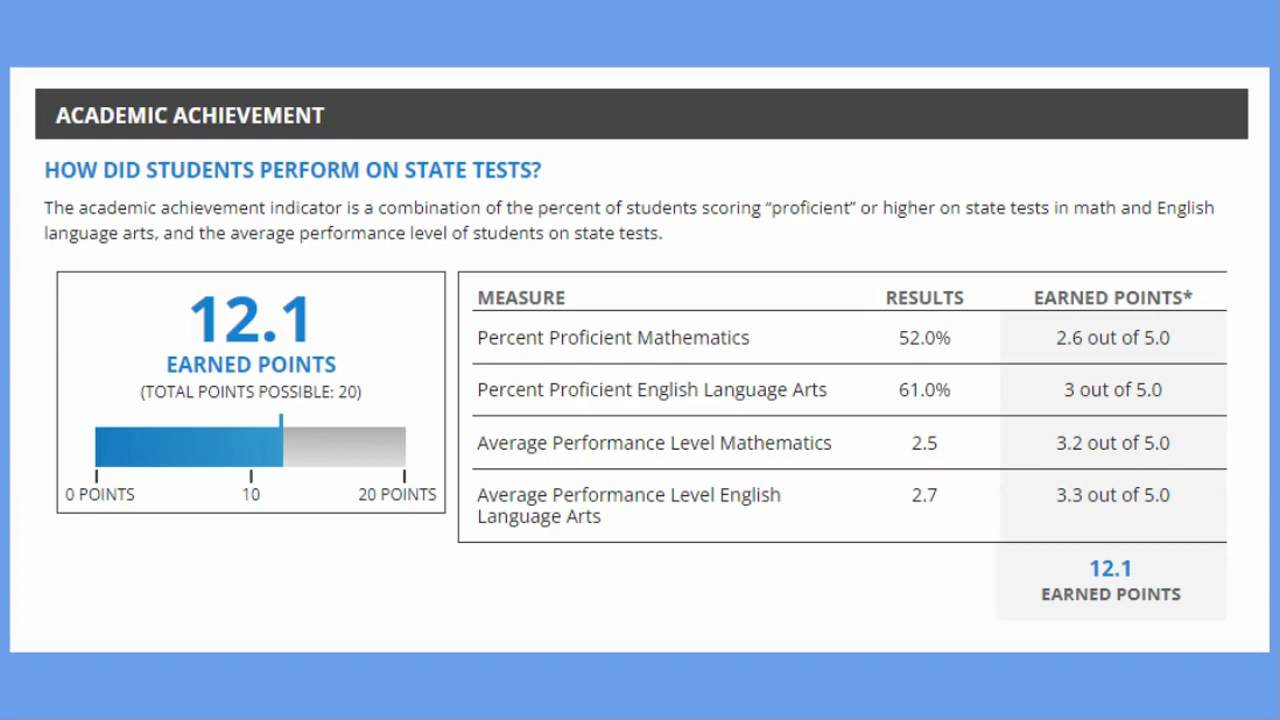 ACADEMIC ACHIEVEMENT
HOW DID STUDENTS PERFORM ON STATE TESTS?
The academic achievement indicator is a combination of the percent of students scoring “proficient” or higher on state tests in math and English
language arts, and the average performance level of students on state tests.
12.1
EARNED POINTS
(TOTAL POINTS POSSIBLE: 20)
0 POINTS 10 20 POINTS
MEASURE RESULTS EARNED POINTS*
Percent Proficient Mathematics 52.0% 2.6 out of 5.0
Percent Proficient English Language Arts 61.0% 3 out of 5.0
Average Performance Level Mathematics 2.5 3.2 out of 5.0
Average Performance Level English 2.7 3.3 out of 5.0
Language Arts
12.1
EARNED POINTS